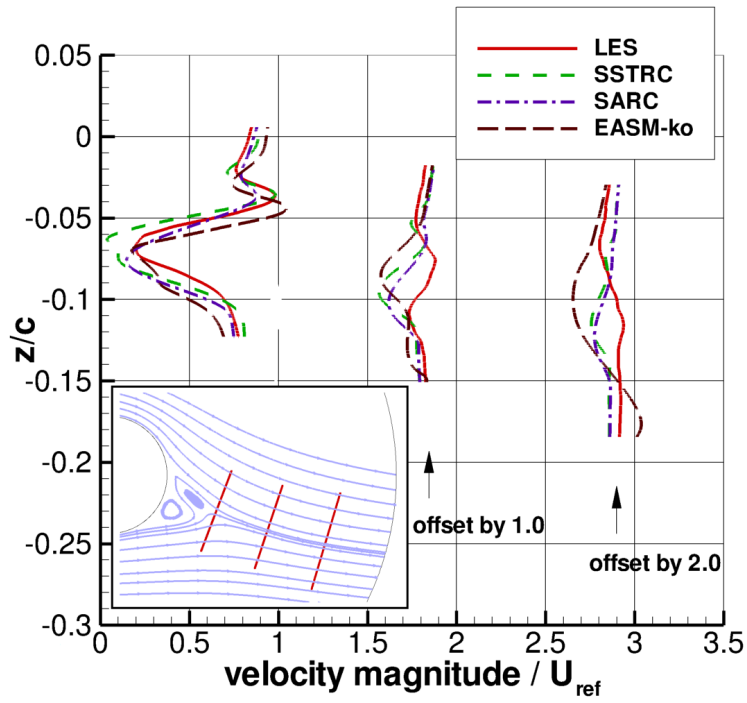 LES
SSTRC
SARC
EASM-ko
0.05
0
-0.05
-0.1
-0.15
-0.2
-0.25
-0.3
z/c
offset by 1.0
offset by 2.0
0 0.5 1 1.5 2 2.5 3 3.5
velocity magnitude / U_ref